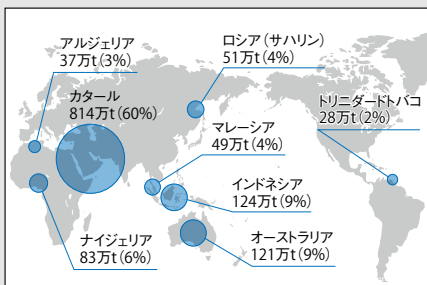 アルジェリア
37万t(3%)
カタール
814万t(60%)
ロシア(サハリン)
51万t(4%)
マレーシア
49万t(4%)
トリニダードトバコ
28万t(2%)
インドネシア
124万t(9%)
ナイジェリア
83万t(6%)
オーストラリア
121万t(9%)